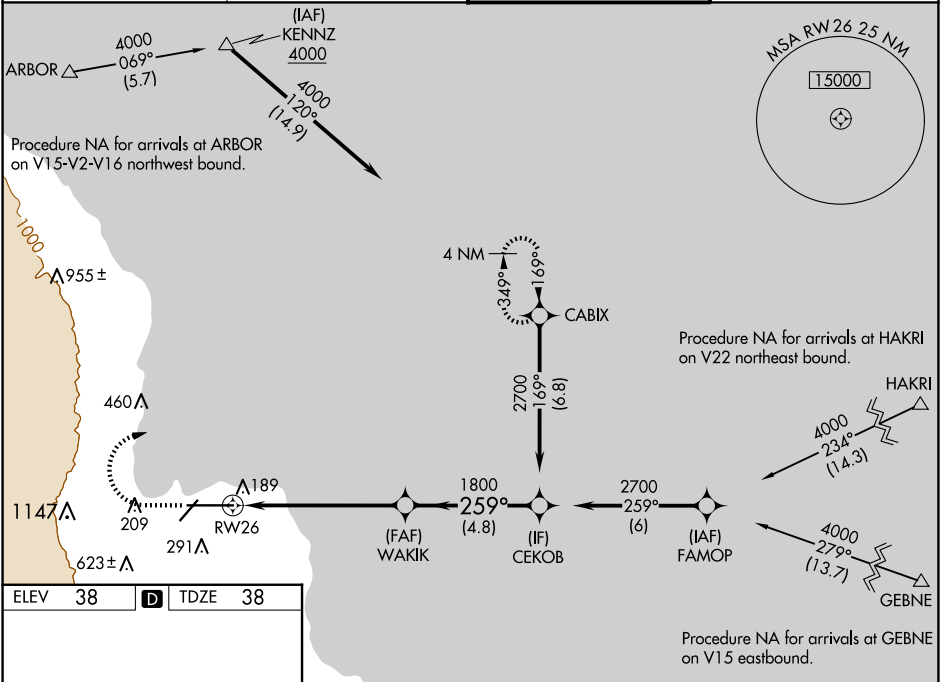 (IAF)
KENNZ
4000
4000
069°
(5.7)
ARBOR
4000
120°
(14.9)
MSA RW26 25 NM
15000
Procedure NA for arrivals at ARBOR
on V15-V2-V16 northwest bound.
1000
955±
4 NM
349°
169°
CABIX
2700
169°
(6.8)
Procedure NA for arrivals at HAKRI
on V22 northeast bound.
HAKRI
4000
234°
(14.3)
460
189
1147
209
RW26
291
623±
(FAF)
WAKIK
1800
259°
(4.8)
(IF)
CEKOB
2700
259°
(6)
(IAF)
FAMOP
4000
279°
(13.7)
GEBNE
Procedure NA for arrivals at GEBNE
on V15 eastbound.
ELEV 38 D TDZE 38